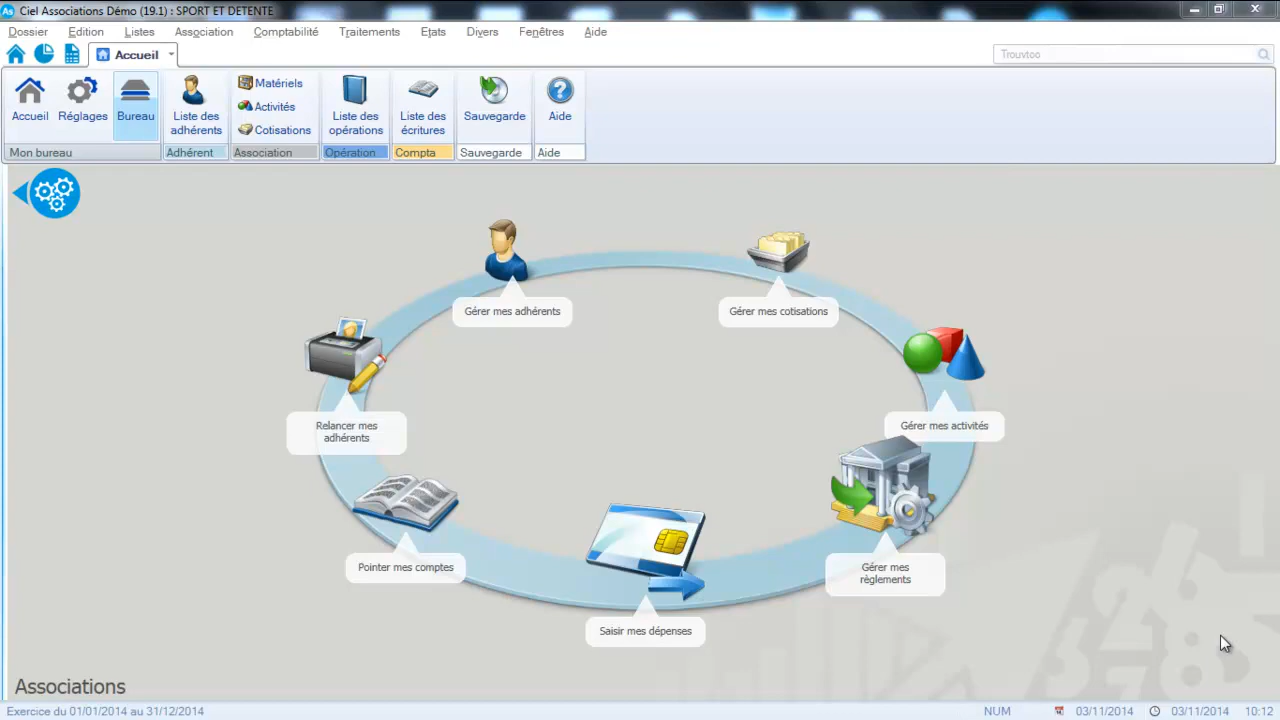 Ciel Associations Démo (19.1) : SPORT ET DETENTE
Dossier Edition Listes Association Comptabilité Traitements Etats Divers Fenêtres Aide
Accueil
Trouvtoo
Accueil Réglages Bureau
Mon bureau
Liste des adhérents
Adhérent
Matériels
Activités
Cotisations
Association
Liste des opérations
Opération
Liste des écritures
Compta
Sauvegarde
Sauvegarde
Aide
Aide
Gérer mes adhérents
Gérer mes cotisations
Relancer mes
adhérents
Gérer mes activités
Pointer mes comptes
Gérer mes
règlements
Saisir mes dépenses
Associations
Exercice du 01/01/2014 au 31/12/2014
NUM 03/11/2014 03/11/2014 10:12